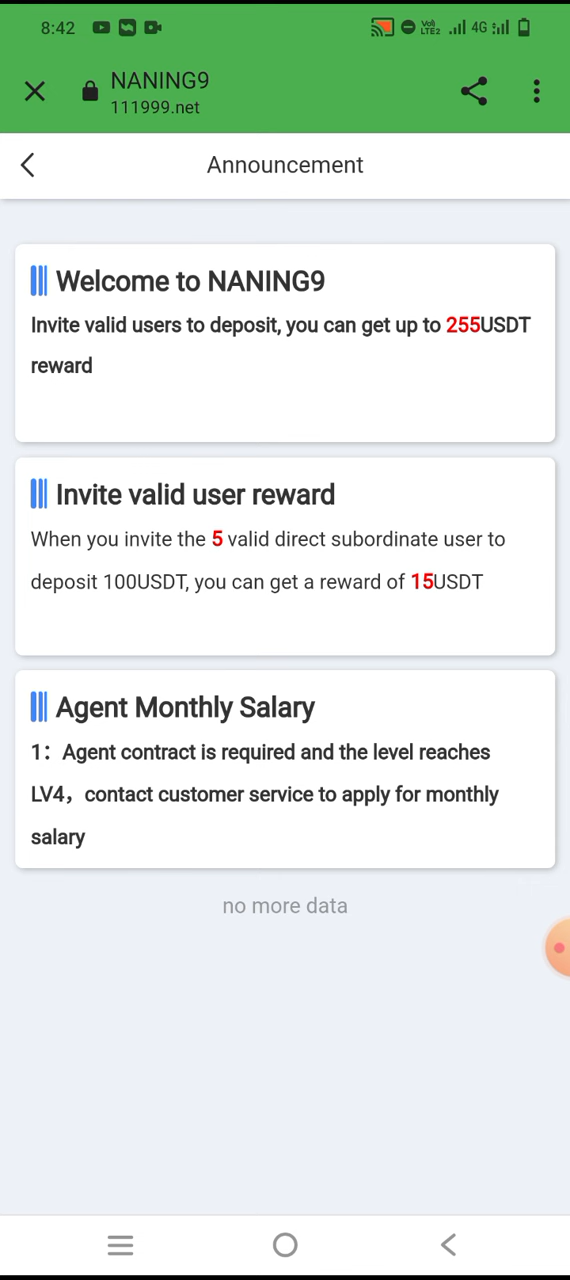 8:42
Vo)) LTE2 4G
NANING9
111999.net
Announcement
Welcome to NANING9
Invite valid users to deposit, you can get up to 255USDT
reward
Invite valid user reward
When you invite the 5 valid direct subordinate user to
deposit 100USDT, you can get a reward of 15USDT
Agent Monthly Salary
1：Agent contract is required and the level reaches
LV4，contact customer service to apply for monthly
salary
no more data